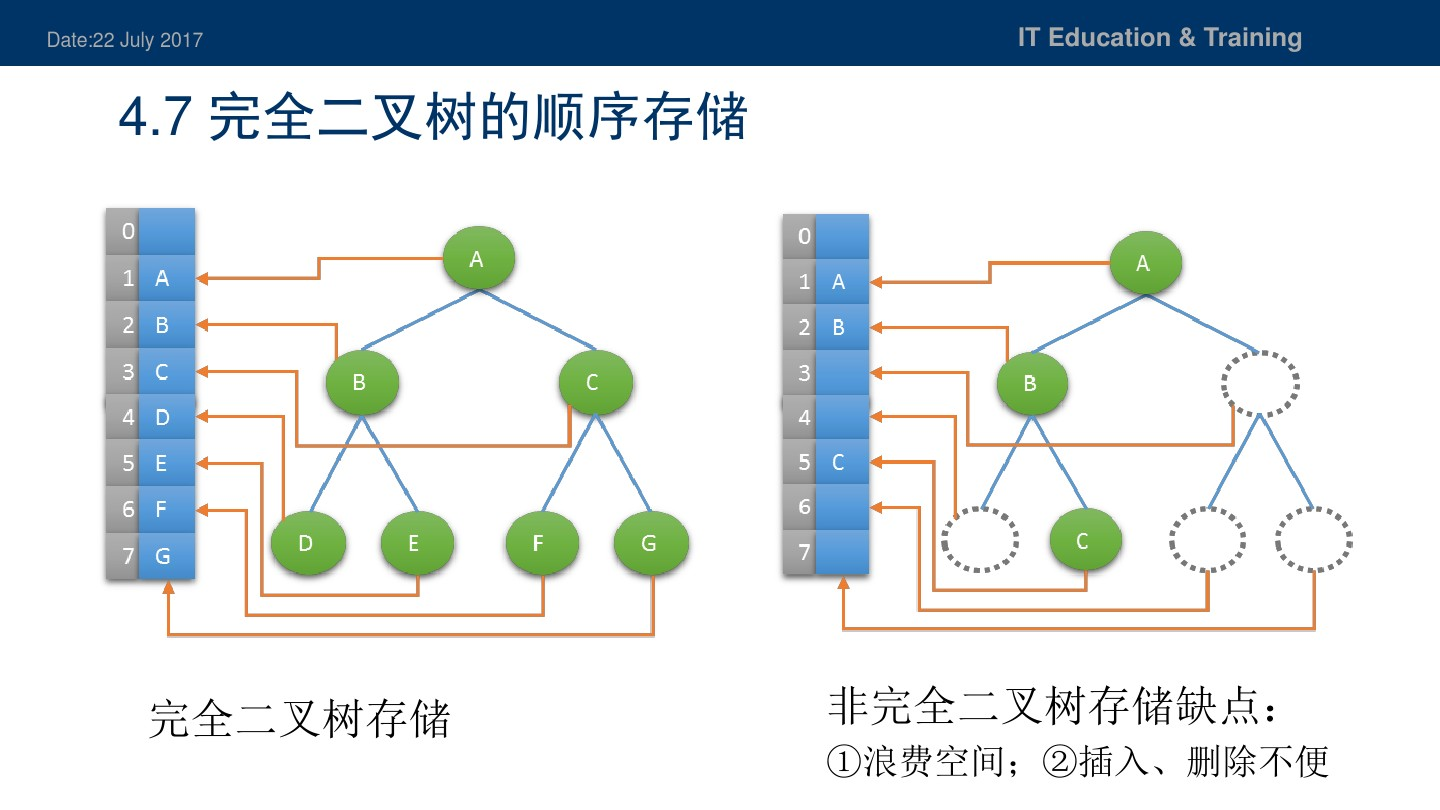 Date:22 July 2017
IT Education & Training
4.7 完全二叉树的顺序存储
0
1 A
2 B
3 C
4 D
5 E
6 F
7 G
A
B C
D E F G
0
1 A
2 B
3
4
5 C
6
7
A
B
C
完全二叉树存储
非完全二叉树存储缺点：
①浪费空间；②插入、删除不便